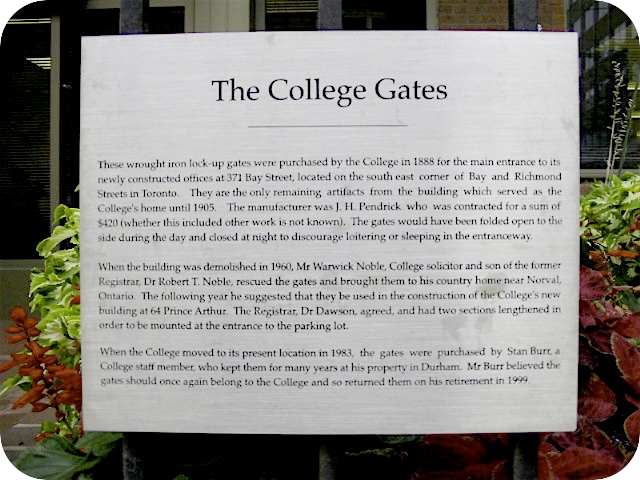 The College Gates
These wrought iron lock-up gates were purchased by the College in 1888 for the main entrance to its
newly constructed offices at 371 Bay Street, located on the south east corner of Bay and Richmond
Streets in Toronto. They are the only remaining artifacts from the building which served as the
College's home until 1905. The manufacturer was J. H. Pendrick who was contracted for a sum of
$420 (whether this included other work is not known). The gates would have been folded open to the
side during the day and closed at night to discourage loitering or sleeping in the entranceway.
When the building was demolished in 1960, Mr Warwick Noble, College solicitor and son of the former
Registrar, Dr Robert T. Noble, rescued the gates and brought them to his country home near Norval,
Ontario. The following year he suggested that they be used in the construction of the College's new
building at 64 Prince Arthur. The Registrar, Dr Dawson, agreed, and had two sections lengthened in
order to be mounted at the entrance to the parking lot.
When the College moved to its present location in 1983, the gates were purchased by Stan Burr, a
College staff member, who kept them for many years at his property in Durham. Mr Burr believed the
gates should once again belong to the College and so returned them on his retirement in 1999.